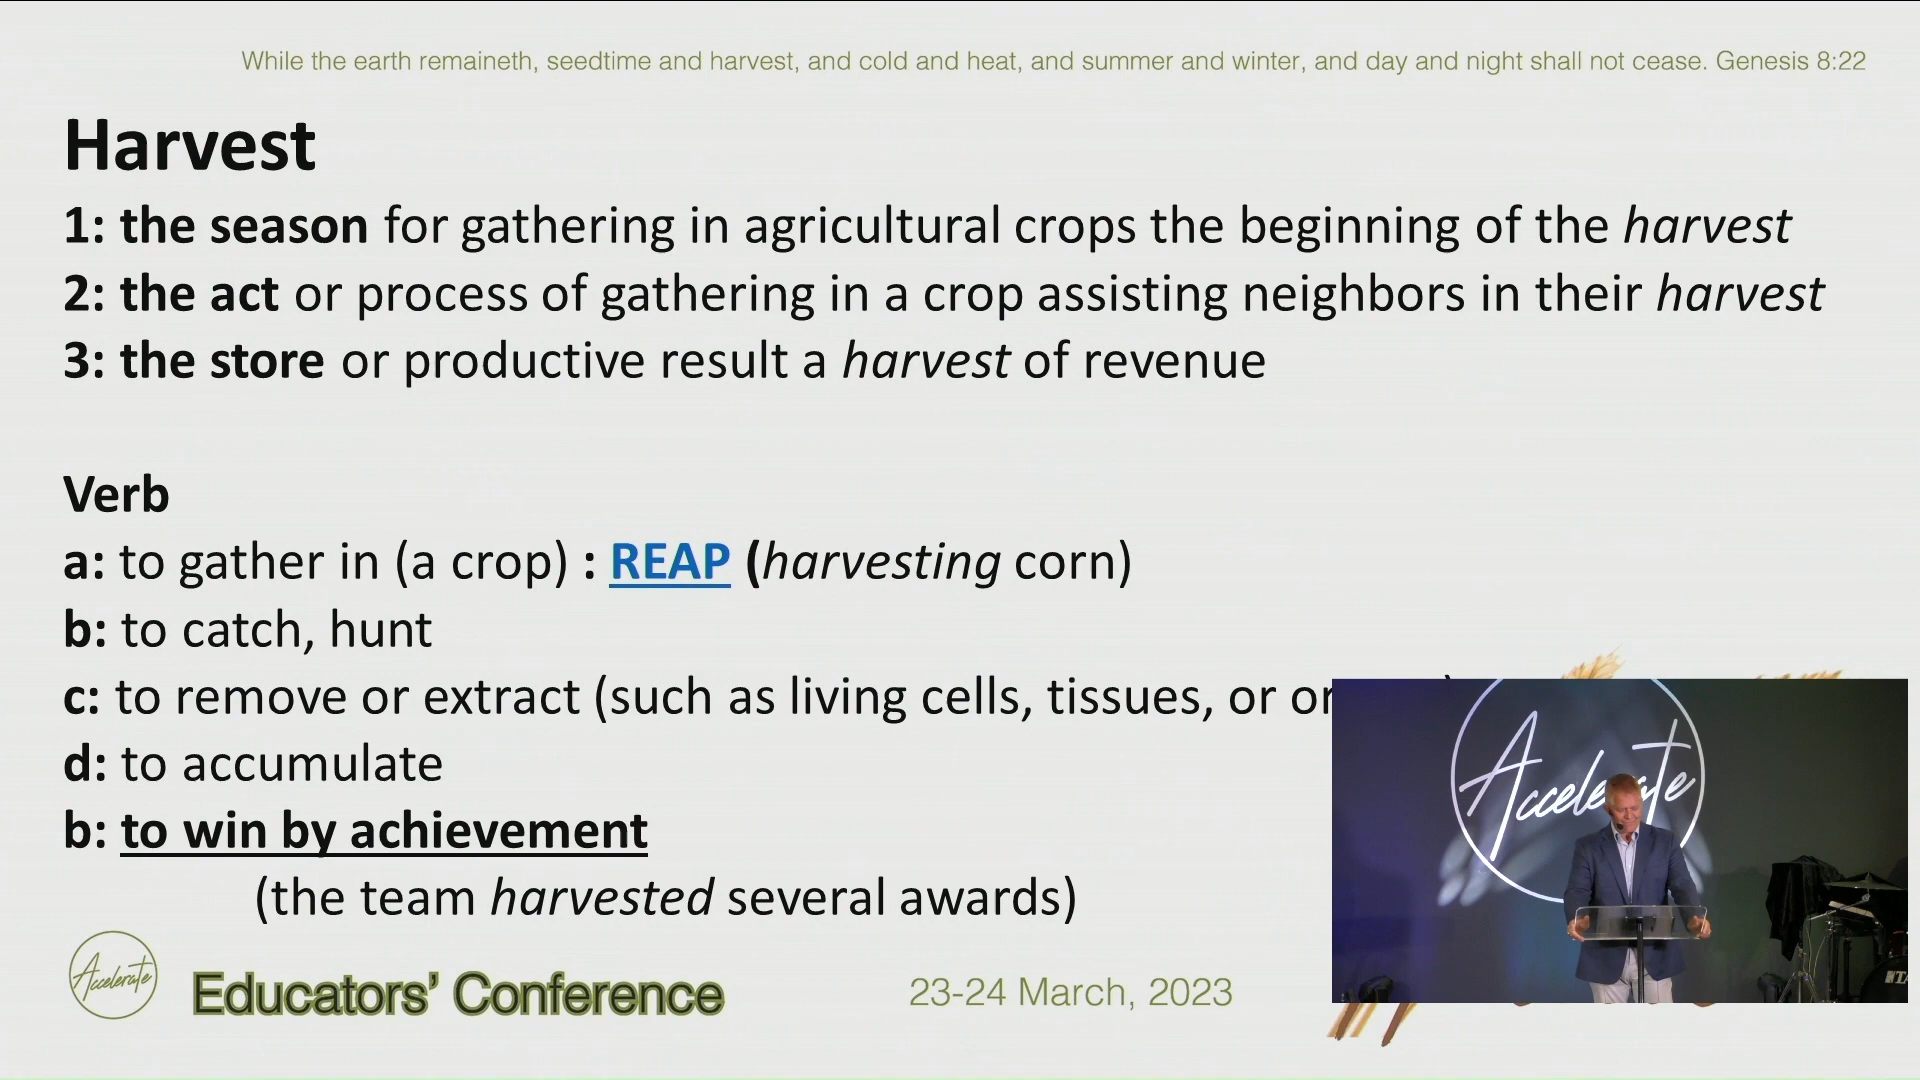 While the earth remaineth, seedtime and harvest, and cold and heat, and summer and winter, and day and night shall not cease. Genesis 8:22
Harvest
1: the season for gathering in agricultural crops the beginning of the harvest
2: the act or process of gathering in a crop assisting neighbors in their harvest
3: the store or productive result a harvest of revenue
Verb
a: to gather in (a crop) : REAP (harvesting corn)
b: to catch, hunt
c: to remove or extract (such as living cells, tissues, or
d: to accumulate
b: to win by achievement
(the team harvested several awards)
Accelerate
Accelerate
Educators' Conference
23-24 March, 2023